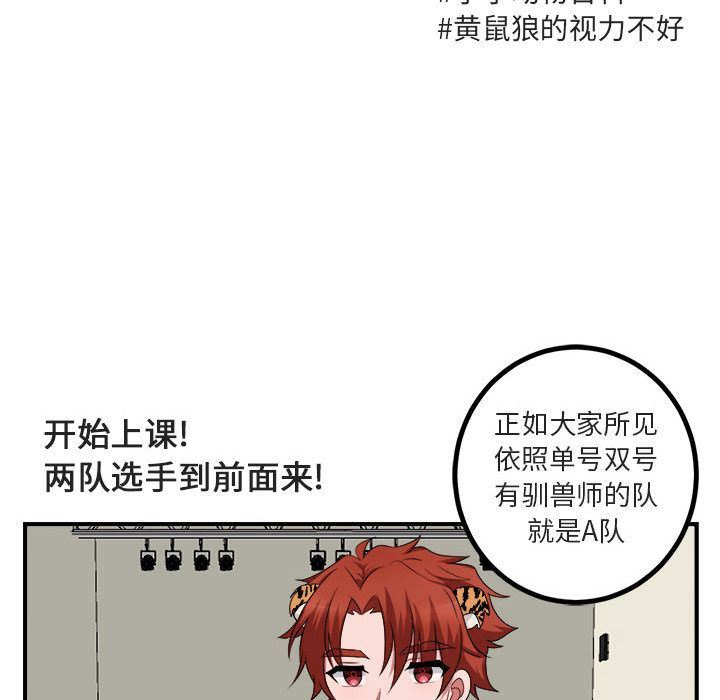 #黄鼠狼的视力不好
开始上课!
两队选手到前面来!
正如大家所见
依照单号双号
有驯兽师的队
就是A队